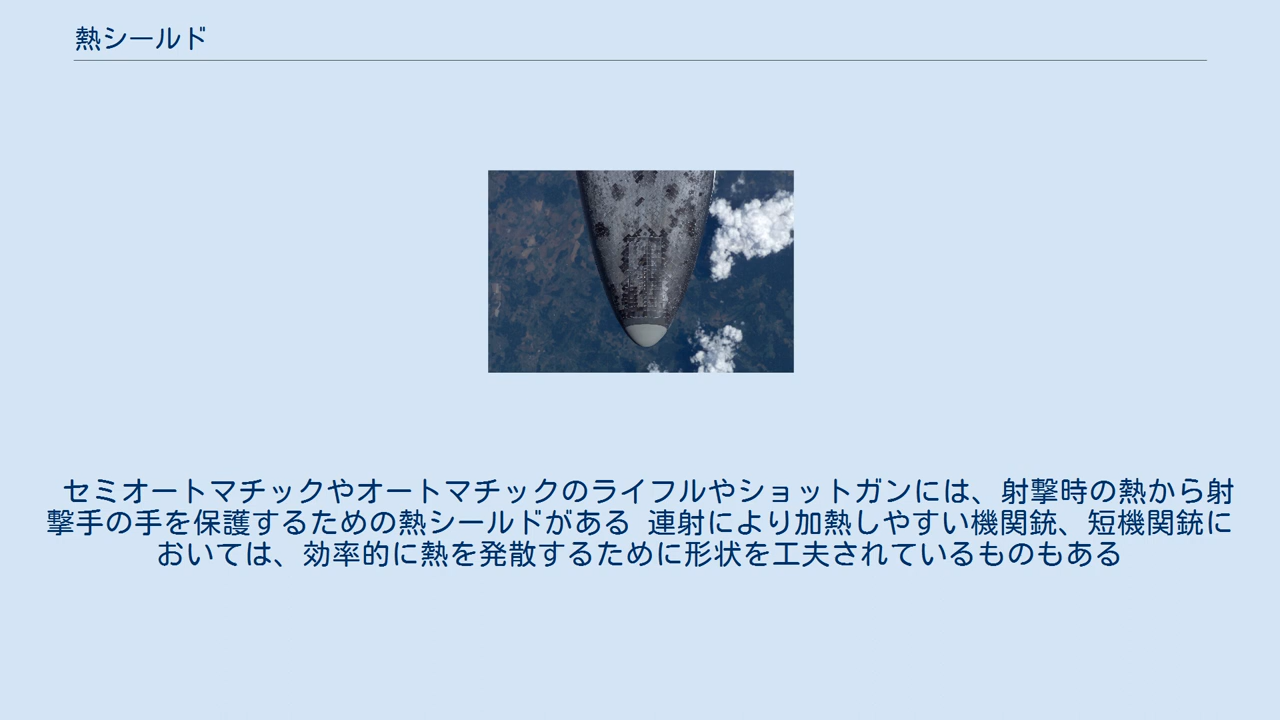 熱シールド
セミオートマチックやオートマチックのライフルやショットガンには、射撃時の熱から射
撃手の手を保護するための熱シールドがある 連射により加熱しやすい機関銃、短機関銃に
おいては、効率的に熱を発散するために形状を工夫されているものもある